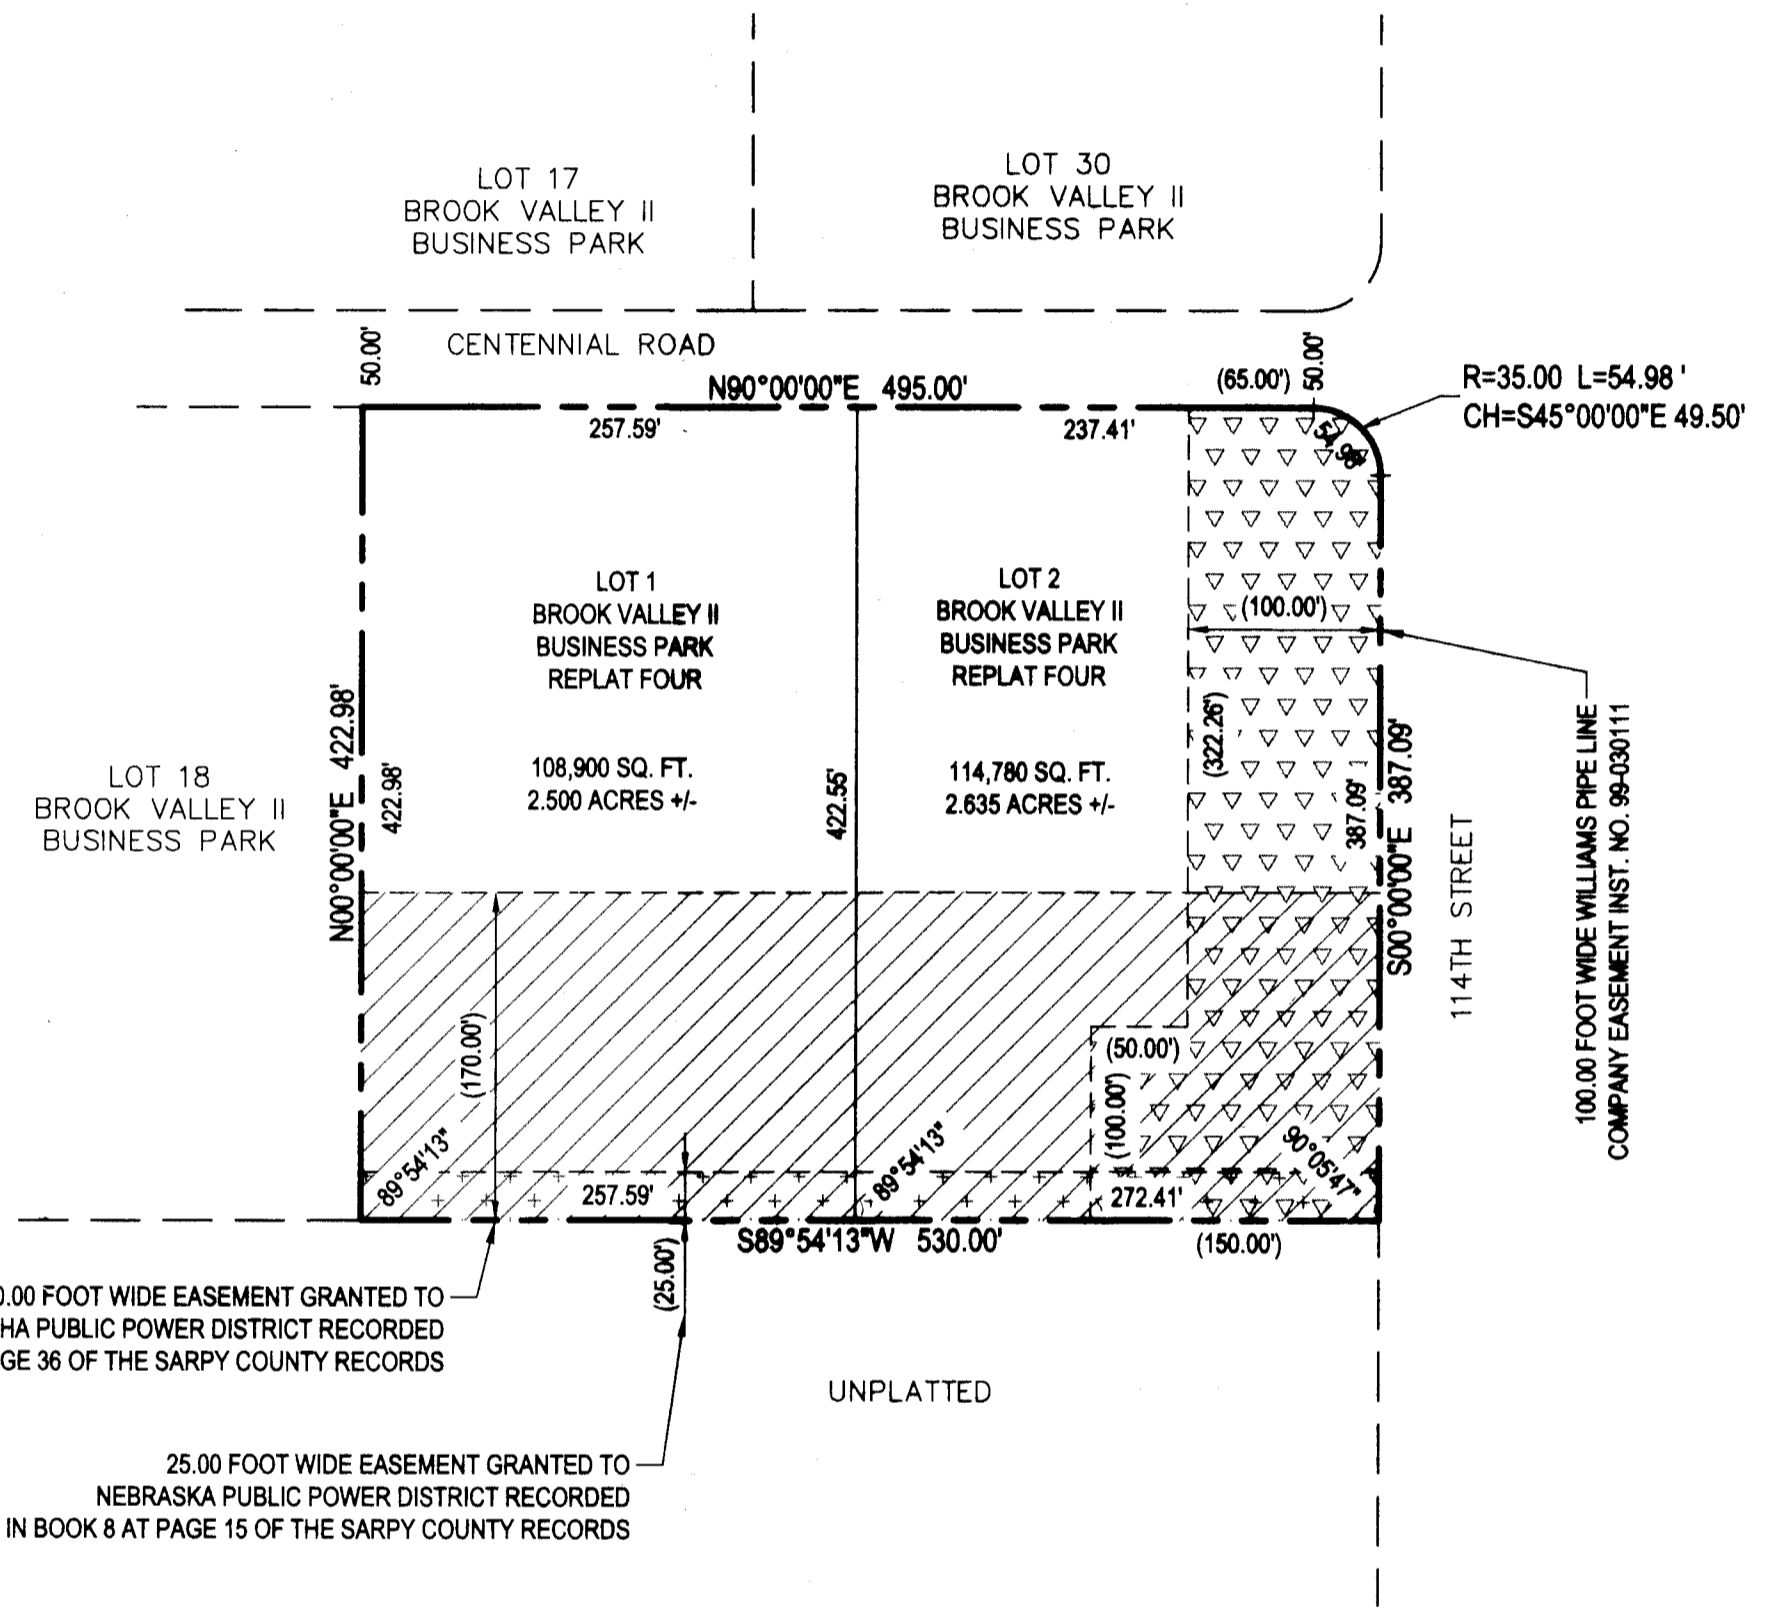 LOT 17
BROOK VALLEY II
BUSINESS PARK
LOT 30
BROOK VALLEY II
BUSINESS PARK
50.00'
CENTENNIAL ROAD
N90°00'00"E 495.00'
(65.00')
50.00'
R=35.00 L=54.98 '
CH=S45°00'00"E 49.50'
257.59'
237.41'
54.98'
LOT 1
BROOK VALLEY II
BUSINESS PARK
REPLAT FOUR
108,900 SQ. FT.
2.500 ACRES +/-
LOT 2
BROOK VALLEY II
BUSINESS PARK
REPLAT FOUR
114,780 SQ. FT.
2.635 ACRES +/-
(100.00')
(322.26')
387.09'
S00°00'00"E 387.09'
114TH STREET
100.00 FOOT WIDE WILLIAMS PIPE LINE
COMPANY EASEMENT INST. NO. 99-030111
LOT 18
BROOK VALLEY II
BUSINESS PARK
N00°00'00"E 422.98'
422.98'
422.55'
(170.00')
(50.00')
(100.00')
89°54'13"
89°54'13"
90°05'47"
257.59'
272.41'
S89°54'13"W 530.00'
(150.00')
(25.00')
0.00 FOOT WIDE EASEMENT GRANTED TO
HA PUBLIC POWER DISTRICT RECORDED
GE 36 OF THE SARPY COUNTY RECORDS
UNPLATTED
25.00 FOOT WIDE EASEMENT GRANTED TO
NEBRASKA PUBLIC POWER DISTRICT RECORDED
IN BOOK 8 AT PAGE 15 OF THE SARPY COUNTY RECORDS